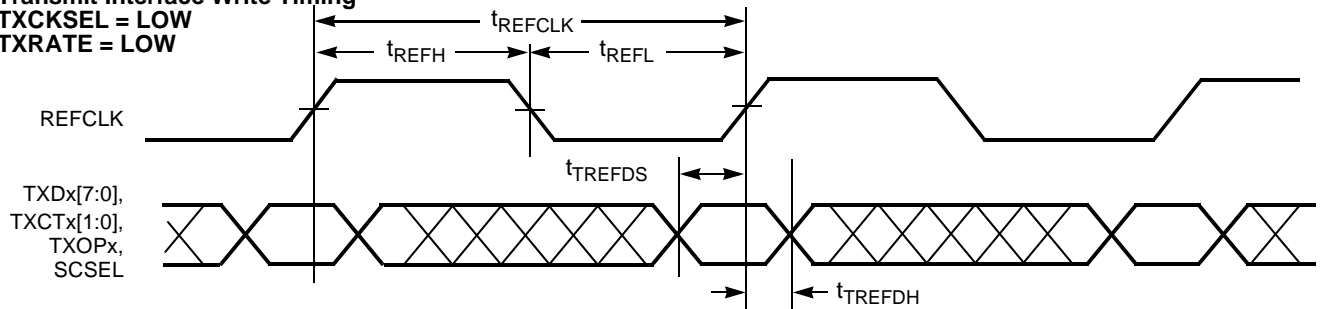 Transmit Interface Write Timing
TXCKSEL = LOW
TXRATE = LOW
tREFCLK
tREFH
tREFL
REFCLK
tTREFDS
TXDx[7:0],
TXCTx[1:0],
TXOPx,
SCSEL
tTREFDH